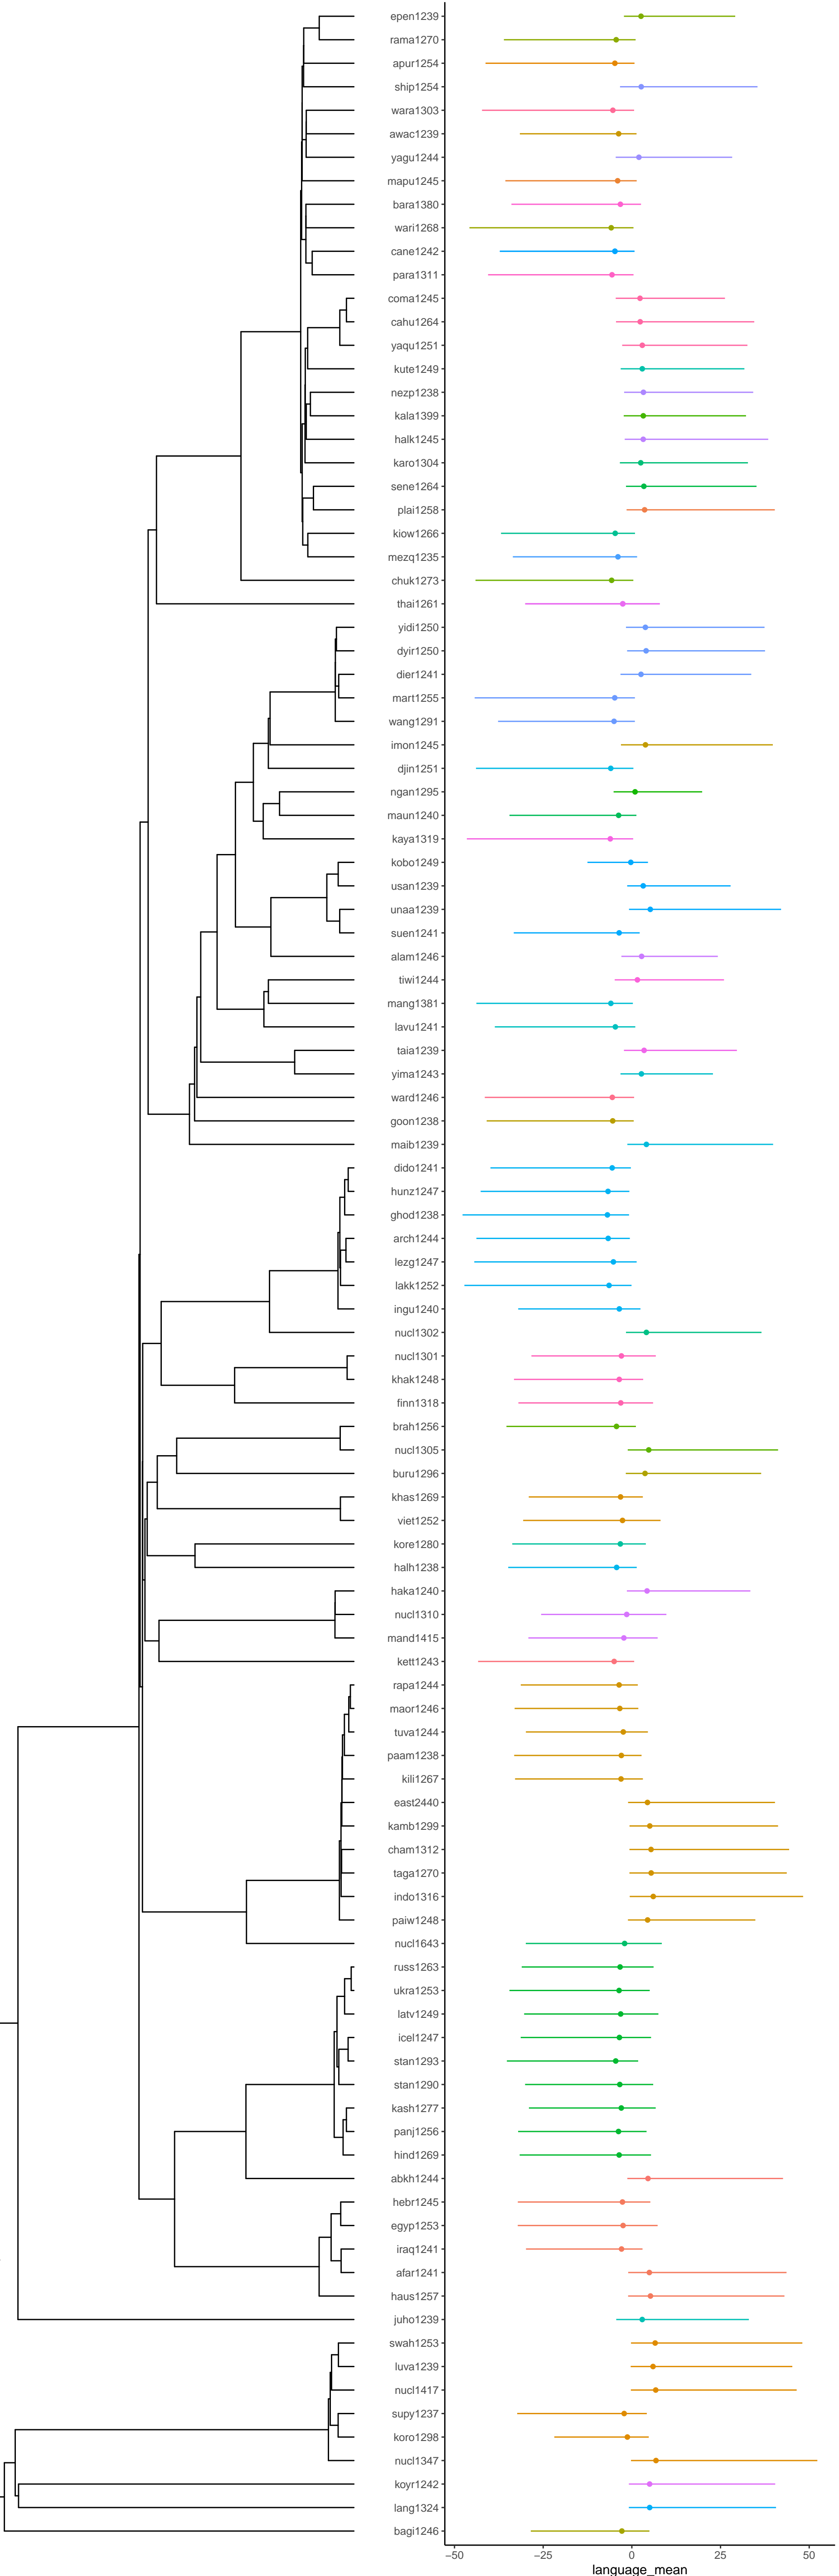 epen1239
rama1270
apur1254
ship1254
wara1303
awac1239
yagu1244
mapu1245
bara1380
wari1268
cane1242
para1311
coma1245
cahu1264
yaqu1251
kute1249
nezp1238
kala1399
halk1245
karo1304
sene1264
plai1258
kiow1266
mezq1235
chuk1273
thai1261
yidi1250
dyir1250
dier1241
mart1255
wang1291
imon1245
djin1251
ngan1295
maun1240
kaya1319
kobo1249
usan1239
unaa1239
suen1241
alam1246
tiwi1244
mang1381
lavu1241
taia1239
yima1243
ward1246
goon1238
maib1239
dido1241
hunz1247
ghod1238
arch1244
lezg1247
lakk1252
ingu1240
nucl1302
nucl1301
khak1248
finn1318
brah1256
nucl1305
buru1296
khas1269
viet1252
kore1280
halh1238
haka1240
nucl1310
mand1415
kett1243
rapa1244
maor1246
tuva1244
paam1238
kili1267
east2440
kamb1299
cham1312
taga1270
indo1316
paiw1248
nucl1643
russ1263
ukra1253
latv1249
icel1247
stan1293
stan1290
kash1277
panj1256
hind1269
abkh1244
hebr1245
egyp1253
iraq1241
afar1241
haus1257
juho1239
swah1253
luva1239
nucl1417
supy1237
koro1298
nucl1347
koyr1242
lang1324
bagi1246
−50 −25 0 25 50
language_mean